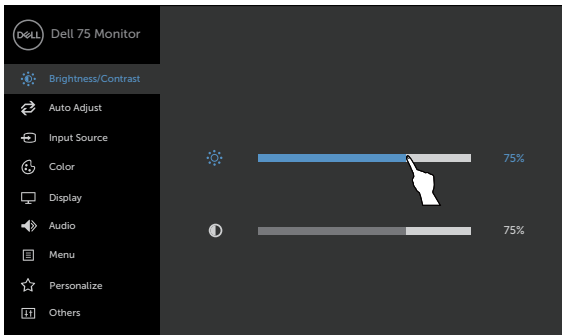 DELL Dell 75 Monitor
Brightness/Contrast
Auto Adjust
Input Source
Color
75%
Display
Audio
75%
Menu
Personalize
Others